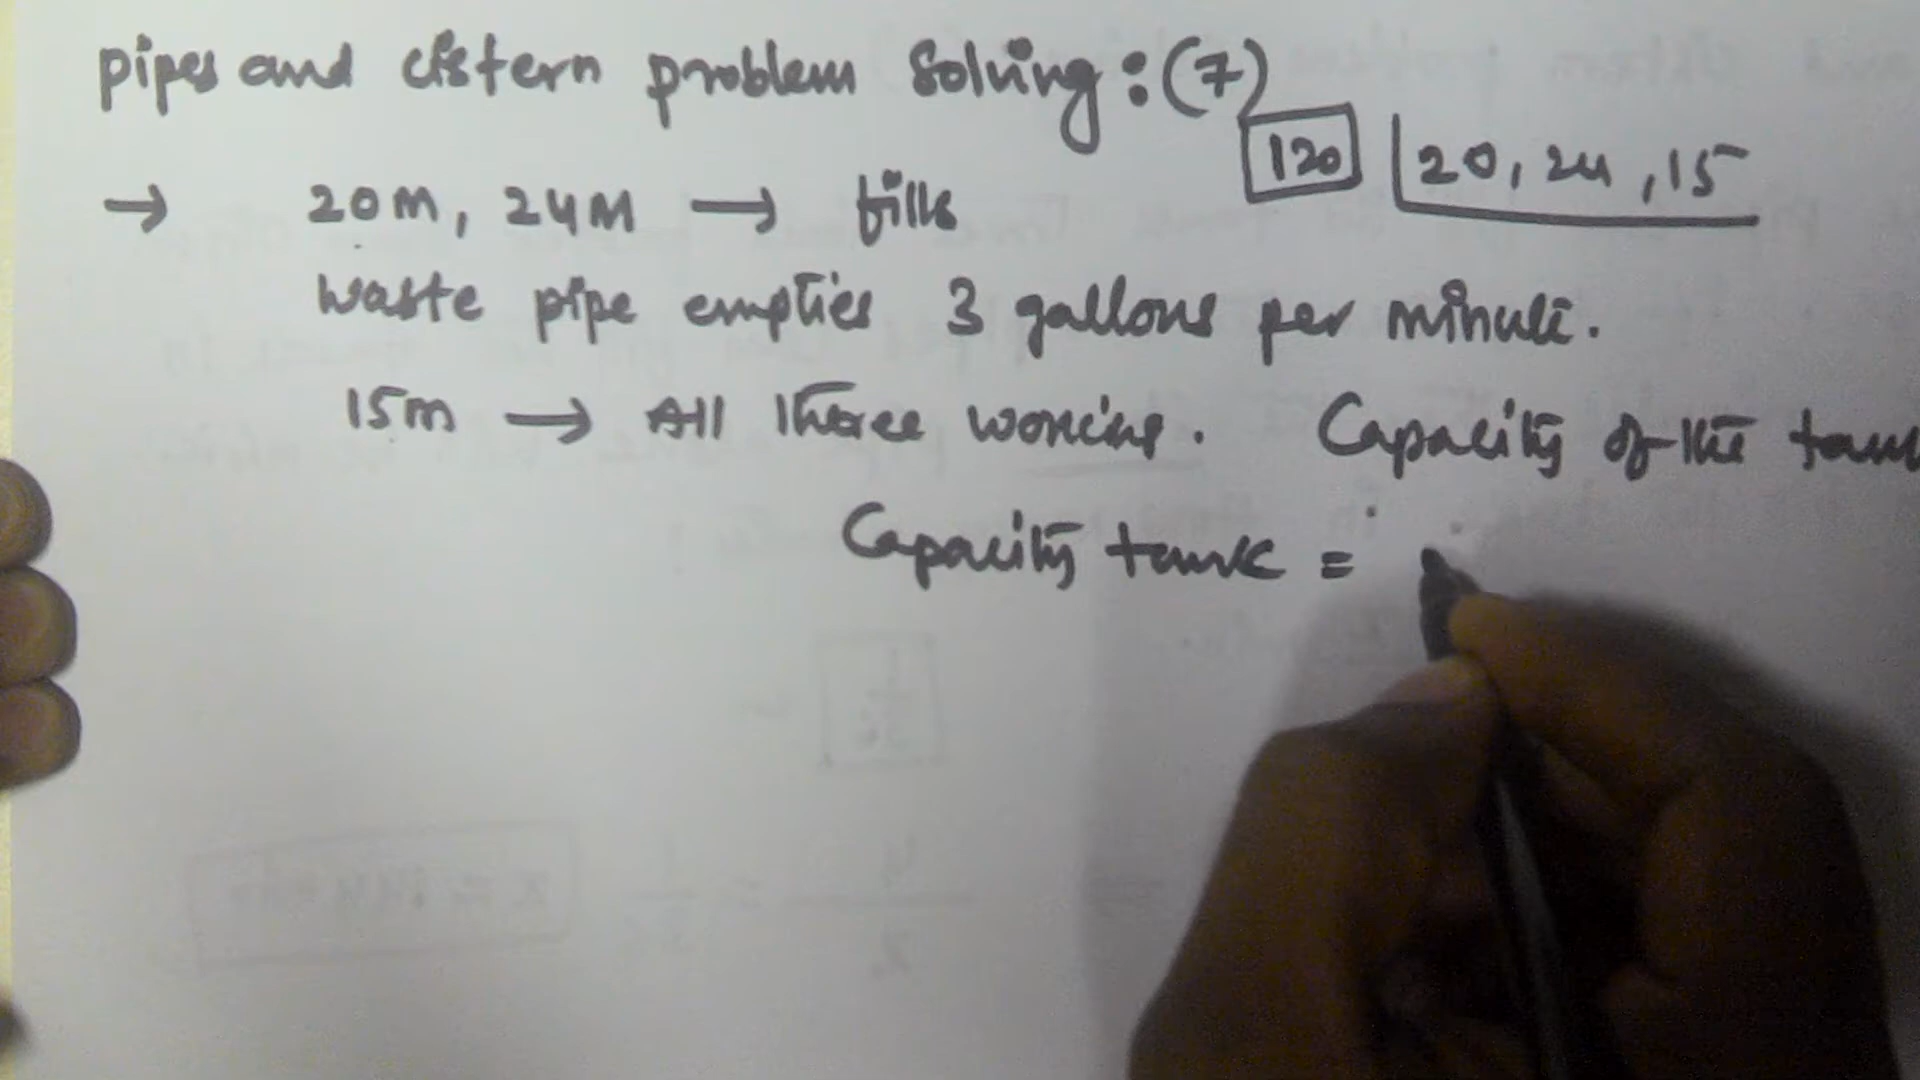 pipes and cistern problem solving : (7)
120 20, 24, 15
→ 20M, 24M → fills
waste pipe empties 3 gallons per minute.
15m → All three working. Capacity of the tank
Capacity tank =